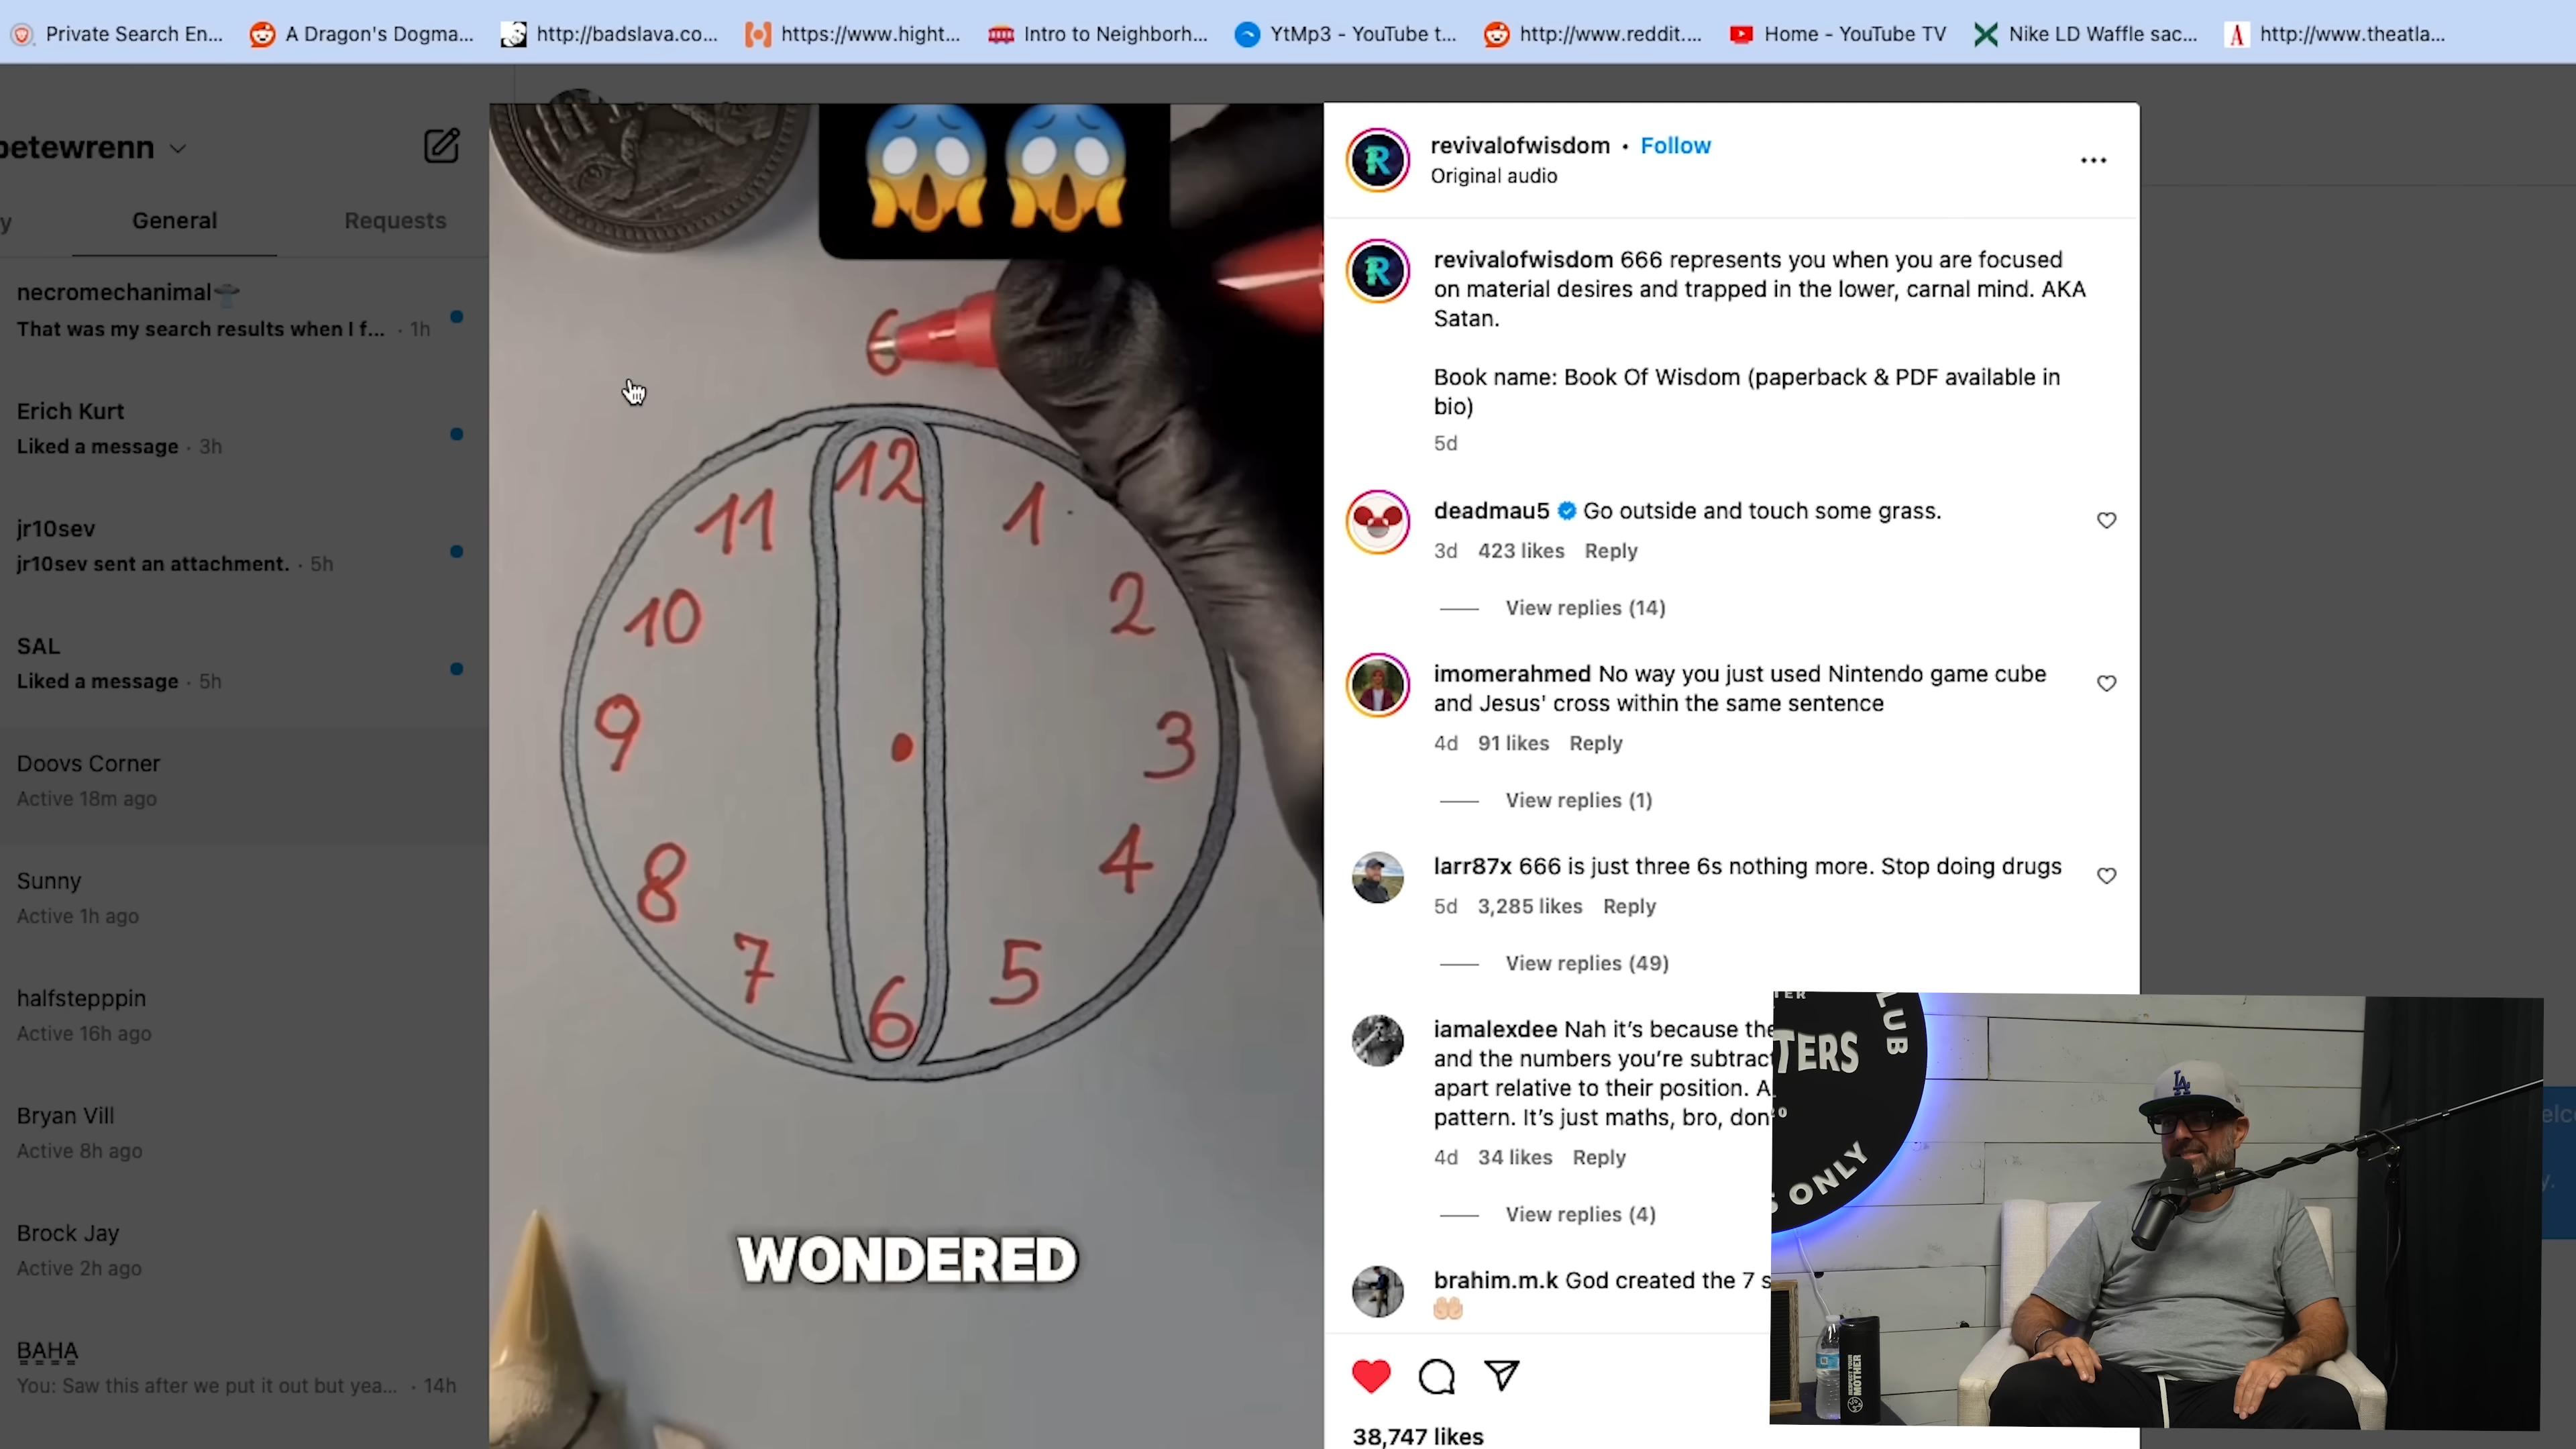 Private Search En...
A Dragon's Dogma...
http://badslava.co...
https://www.hight...
Intro to Neighborh...
YtMp3 - YouTube t...
http://www.reddit....
Home - YouTube TV
Nike LD Waffle sac...
http://www.theatla...
petewrenn
y
General
Requests
necromechanimal
That was my search results when I f... · 1h
Erich Kurt
Liked a message · 3h
jr10sev
jr10sev sent an attachment. · 5h
SAL
Liked a message · 5h
Doovs Corner
Active 18m ago
Sunny
Active 1h ago
halfstepppin
Active 16h ago
Bryan Vill
Active 8h ago
Brock Jay
Active 2h ago
BAHA
You: Saw this after we put it out but yea... · 14h
6
12
11
1
10
2
9
3
8
4
7
5
6
WONDERED
revivalofwisdom • Follow
Original audio
revivalofwisdom 666 represents you when you are focused
on material desires and trapped in the lower, carnal mind. AKA
Satan.
Book name: Book Of Wisdom (paperback & PDF available in
bio)
5d
deadmau5 Go outside and touch some grass.
3d 423 likes Reply
View replies (14)
imomerahmed No way you just used Nintendo game cube
and Jesus' cross within the same sentence
4d 91 likes Reply
View replies (1)
larr87x 666 is just three 6s nothing more. Stop doing drugs
5d 3,285 likes Reply
View replies (49)
iamalexdee Nah it's because the
and the numbers you're subtract
apart relative to their position. A
pattern. It's just maths, bro, don
4d 34 likes Reply
View replies (4)
brahim.m.k God created the 7 s
38,747 likes
TER
LUB
TERS
20
S ONLY
LA
RESPECT YOUR
MOTHER
elco
y.